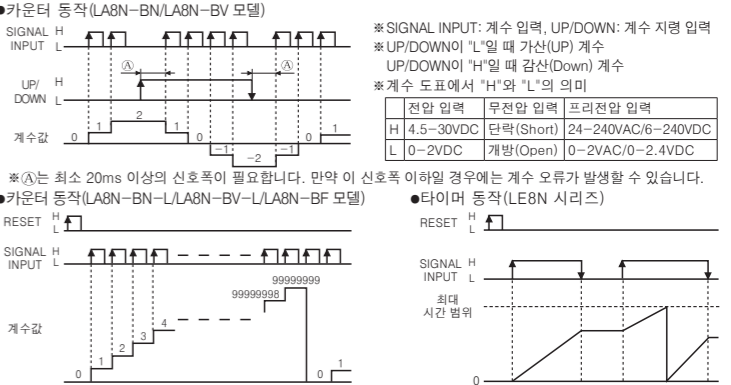 ●카운터 동작(LA8N-BN/LA8N-BV 모델)
SIGNAL H
INPUT L
Ⓐ Ⓐ
UP/ H
DOWN L
계수값
0 1 2 1 0 -1 -2 -1 0 1
※SIGNAL INPUT: 계수 입력, UP/DOWN: 계수 지령 입력
※UP/DOWN이 "L"일 때 가산(UP) 계수
UP/DOWN이 "H"일 때 감산(Down) 계수
※계수 도표에서 "H"와 "L"의 의미
전압 입력 무전압 입력 프리전압 입력
H 4.5-30VDC 단락(Short) 24-240VAC/6-240VDC
L 0-2VDC 개방(Open) 0-2VAC/0-2.4VDC
※Ⓐ는 최소 20ms 이상의 신호폭이 필요합니다. 만약 이 신호폭 이하일 경우에는 계수 오류가 발생할 수 있습니다.
●카운터 동작(LA8N-BN-L/LA8N-BV-L/LA8N-BF 모델)
RESET H
L
SIGNAL H
INPUT L
계수값
0 1 2 3 4 99999998 99999999 0 1
●타이머 동작(LE8N 시리즈)
RESET H
L
SIGNAL H
INPUT L
최대
시간 범위
0